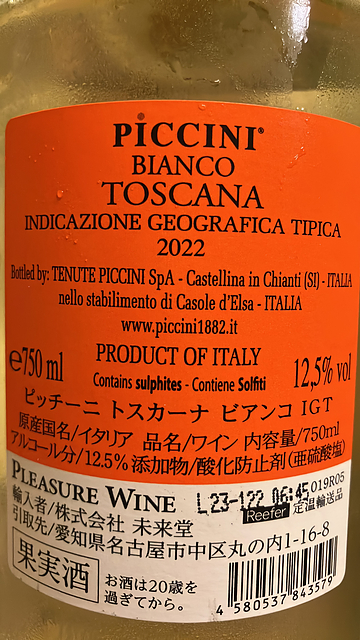 PiCCINI®
BIANCO
TOSCANA
INDICAZIONE GEOGRAFICA TIPICA
2022
Bottled by: TENUTE PICCINI SpA - Castellina in Chianti (SI) - ITALIA
nello stabilimento di Casole d'Elsa - ITALIA
www.piccini1882.it
PRODUCT OF ITALY
℮750 ml
Contains sulphites - Contiene Solfiti
12,5% vol
ピッチーニ トスカーナ ビアンコ IGT
原産国名/イタリア 品名/ワイン 内容量/750ml
アルコール分/12.5% 添加物/酸化防止剤(亜硫酸塩)
PLEASURE WINE
L23-122 06:45 019R05
輸入者/株式会社 未来堂
Reefer 定温輸送品
引取先/愛知県名古屋市中区丸の内1-16-8
果実酒
お酒は20歳を
過ぎてから。
4 580537 843579